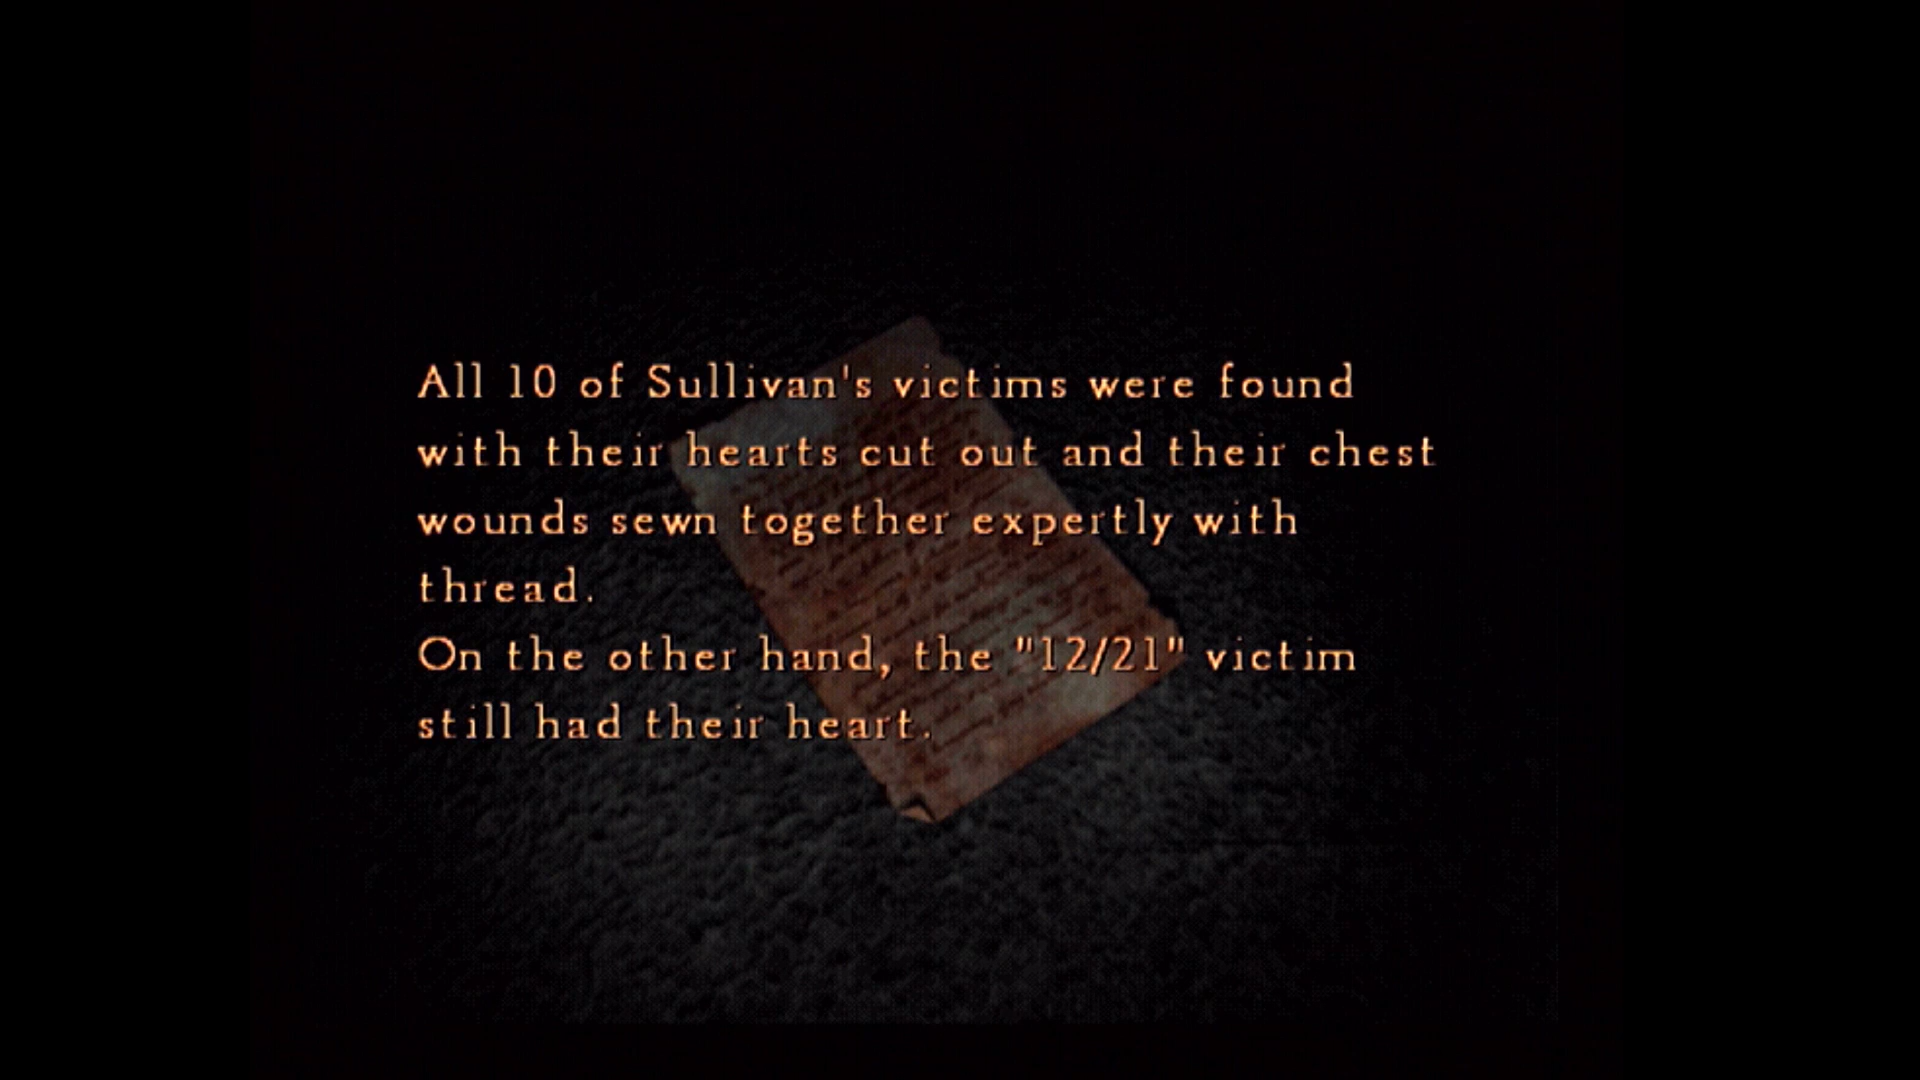 All 10 of Sullivan's victims were found
with their hearts cut out and their chest
wounds sewn together expertly with
thread.
On the other hand, the "12/21" victim
still had their heart.